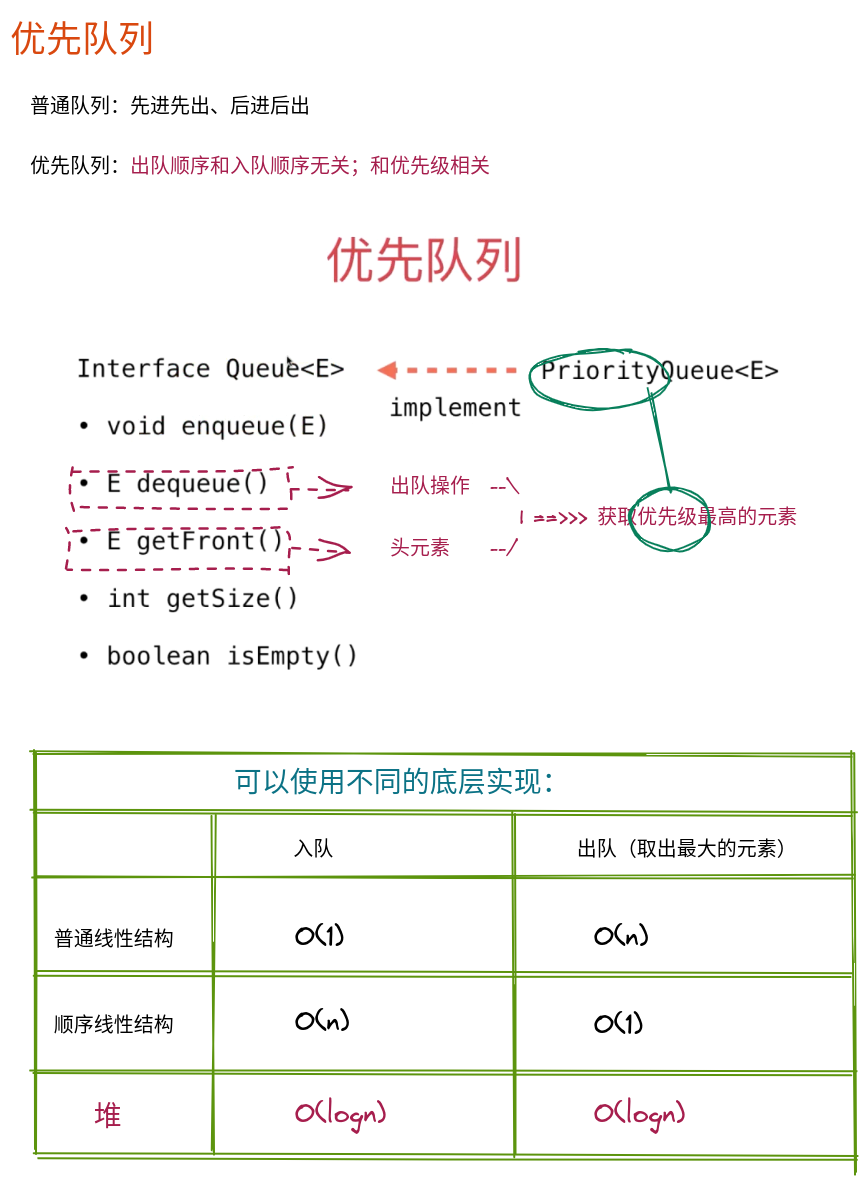 优先队列
普通队列：先进先出、后进后出
优先队列：出队顺序和入队顺序无关；和优先级相关
优先队列
Interface Queue<E>
implement
PriorityQueue<E>
• void enqueue(E)
• E dequeue()
出队操作 --\
| ==>>> 获取优先级最高的元素
• E getFront()
头元素 --/
• int getSize()
• boolean isEmpty()
可以使用不同的底层实现：
入队 出队（取出最大的元素）
普通线性结构 O(1) O(n)
顺序线性结构 O(n) O(1)
堆 O(logn) O(logn)